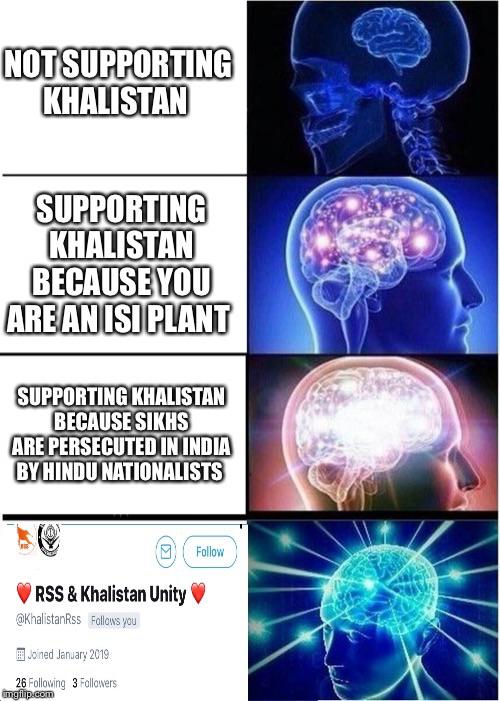 NOT SUPPORTING
KHALISTAN
SUPPORTING
KHALISTAN
BECAUSE YOU
ARE AN ISI PLANT
SUPPORTING KHALISTAN
BECAUSE SIKHS
ARE PERSECUTED IN INDIA
BY HINDU NATIONALISTS
Follow
❤️ RSS & Khalistan Unity ❤️
@KhalistanRss Follows you
Joined January 2019
26 Following 3 Followers
imgflip.com